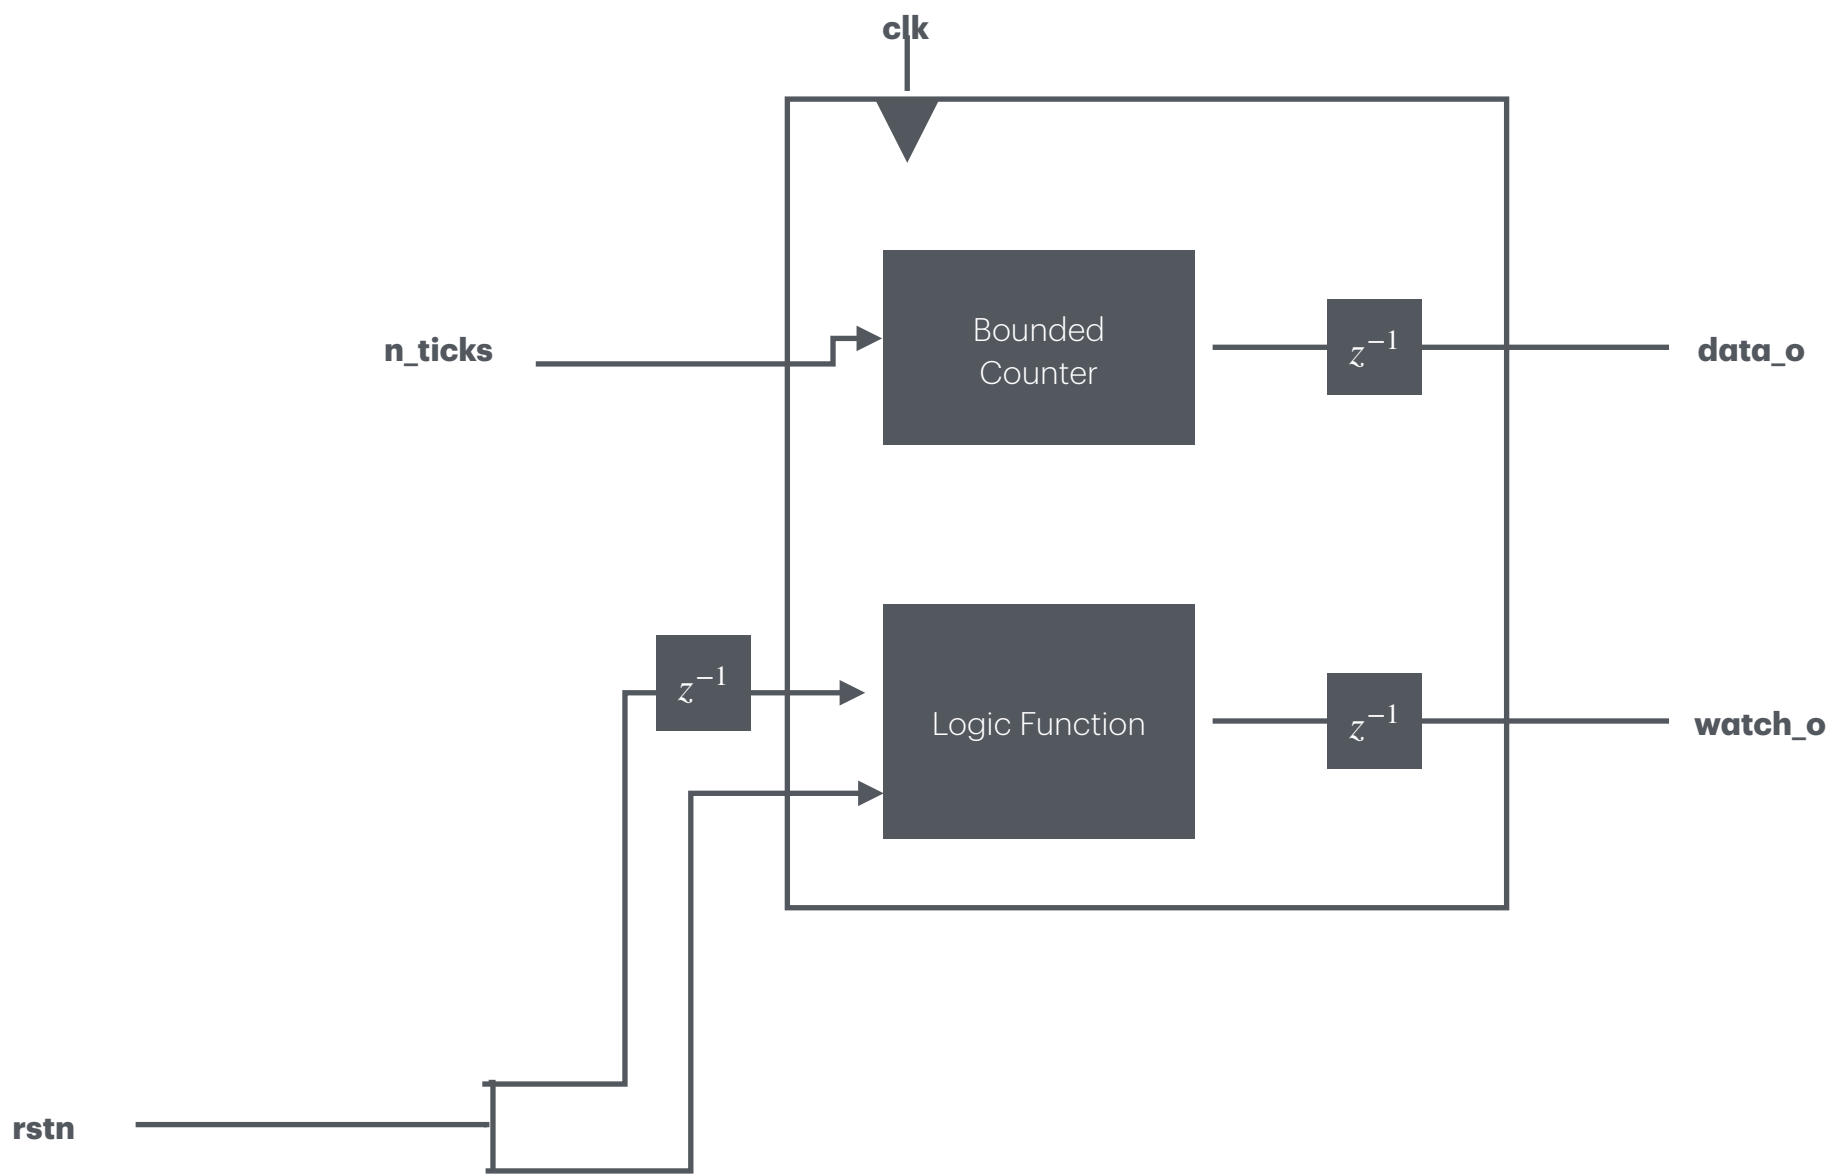 clk
Bounded
Counter
n_ticks
z⁻¹
data_o
z⁻¹
Logic Function
z⁻¹
watch_o
rstn